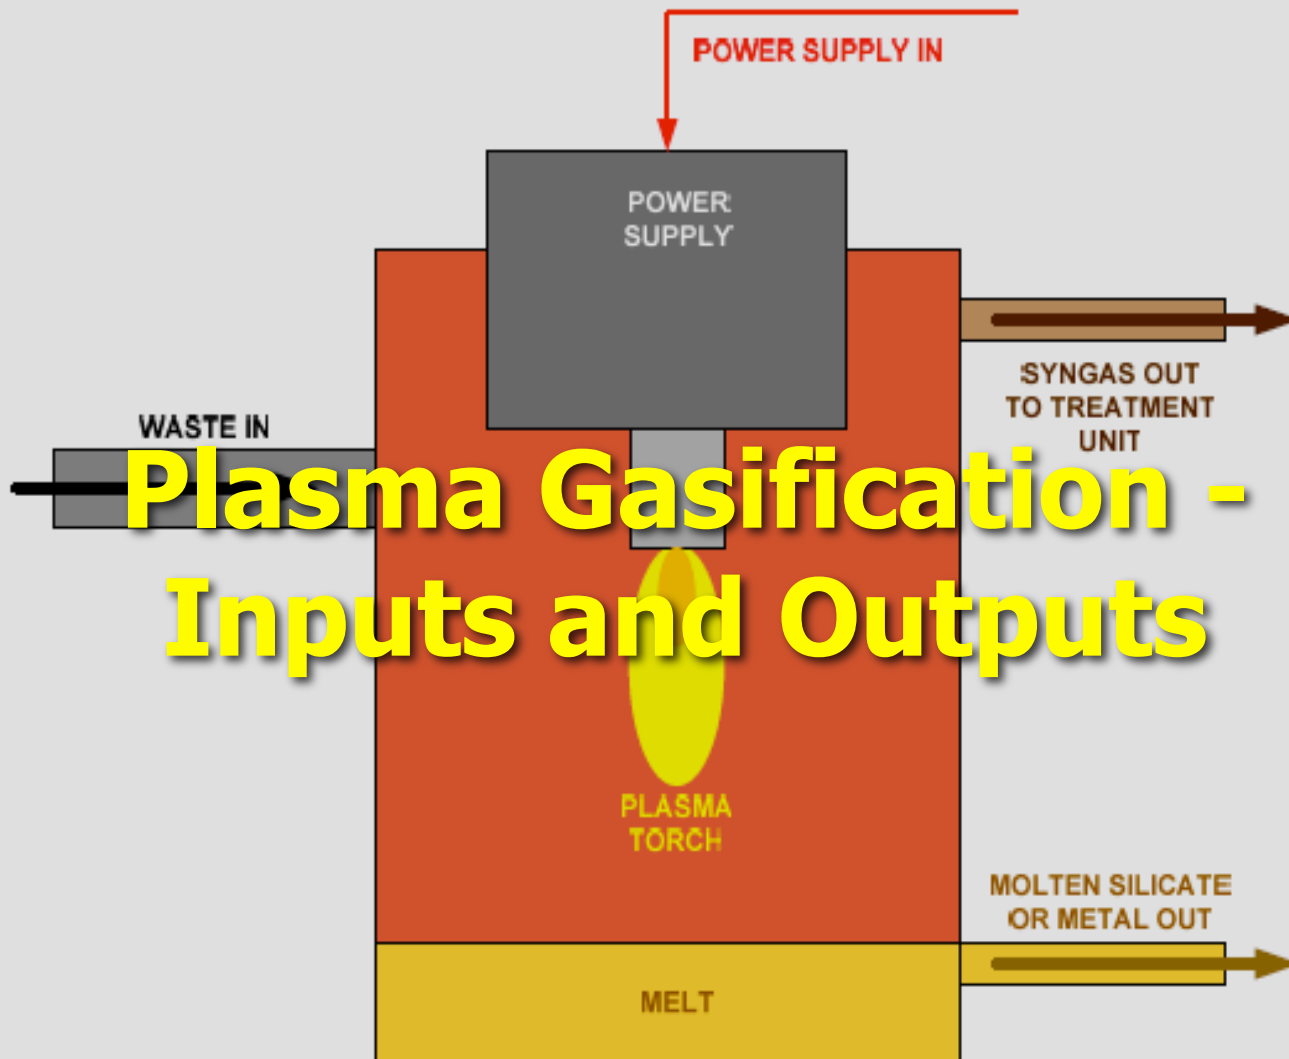 POWER SUPPLY IN
POWER
SUPPLY
SYNGAS OUT
TO TREATMENT
UNIT
WASTE IN
Plasma Gasification -
Inputs and Outputs
PLASMA
TORCH
MOLTEN SILICATE
OR METAL OUT
MELT